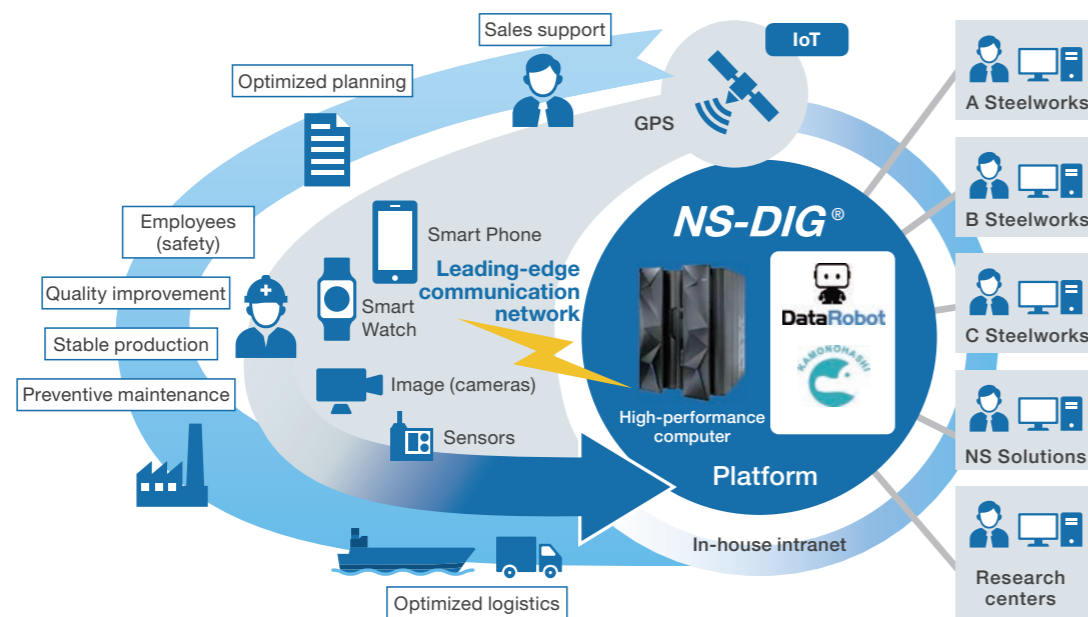 Sales support
IoT
Optimized planning
GPS
A Steelworks
B Steelworks
Employees
(safety)
Smart Phone
NS-DIG®
Quality improvement
Leading-edge
communication
network
Smart
Watch
DataRobot
Stable production
C Steelworks
KAMONOHASHI
Preventive maintenance
Image (cameras)
High-performance
computer
Sensors
NS Solutions
Platform
In-house intranet
Research
centers
Optimized logistics